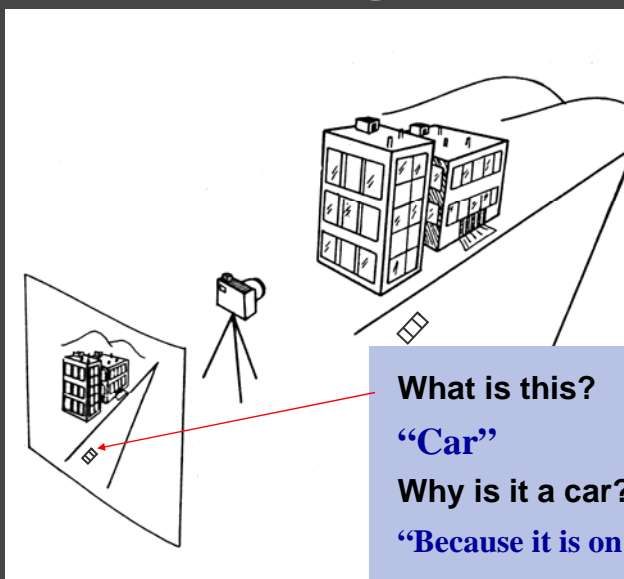 What is this?
“Car”
Why is it a car?
“Because it is on